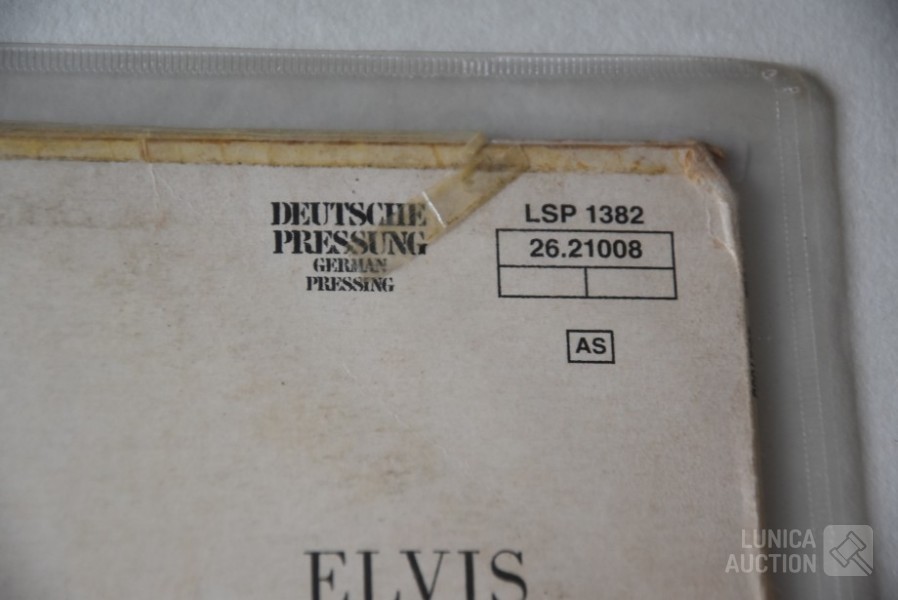 DEUTSCHE
PRESSUNG
GERMAN
PRESSING
LSP 1382
26.21008
AS
ELVIS
LUNICA
AUCTION